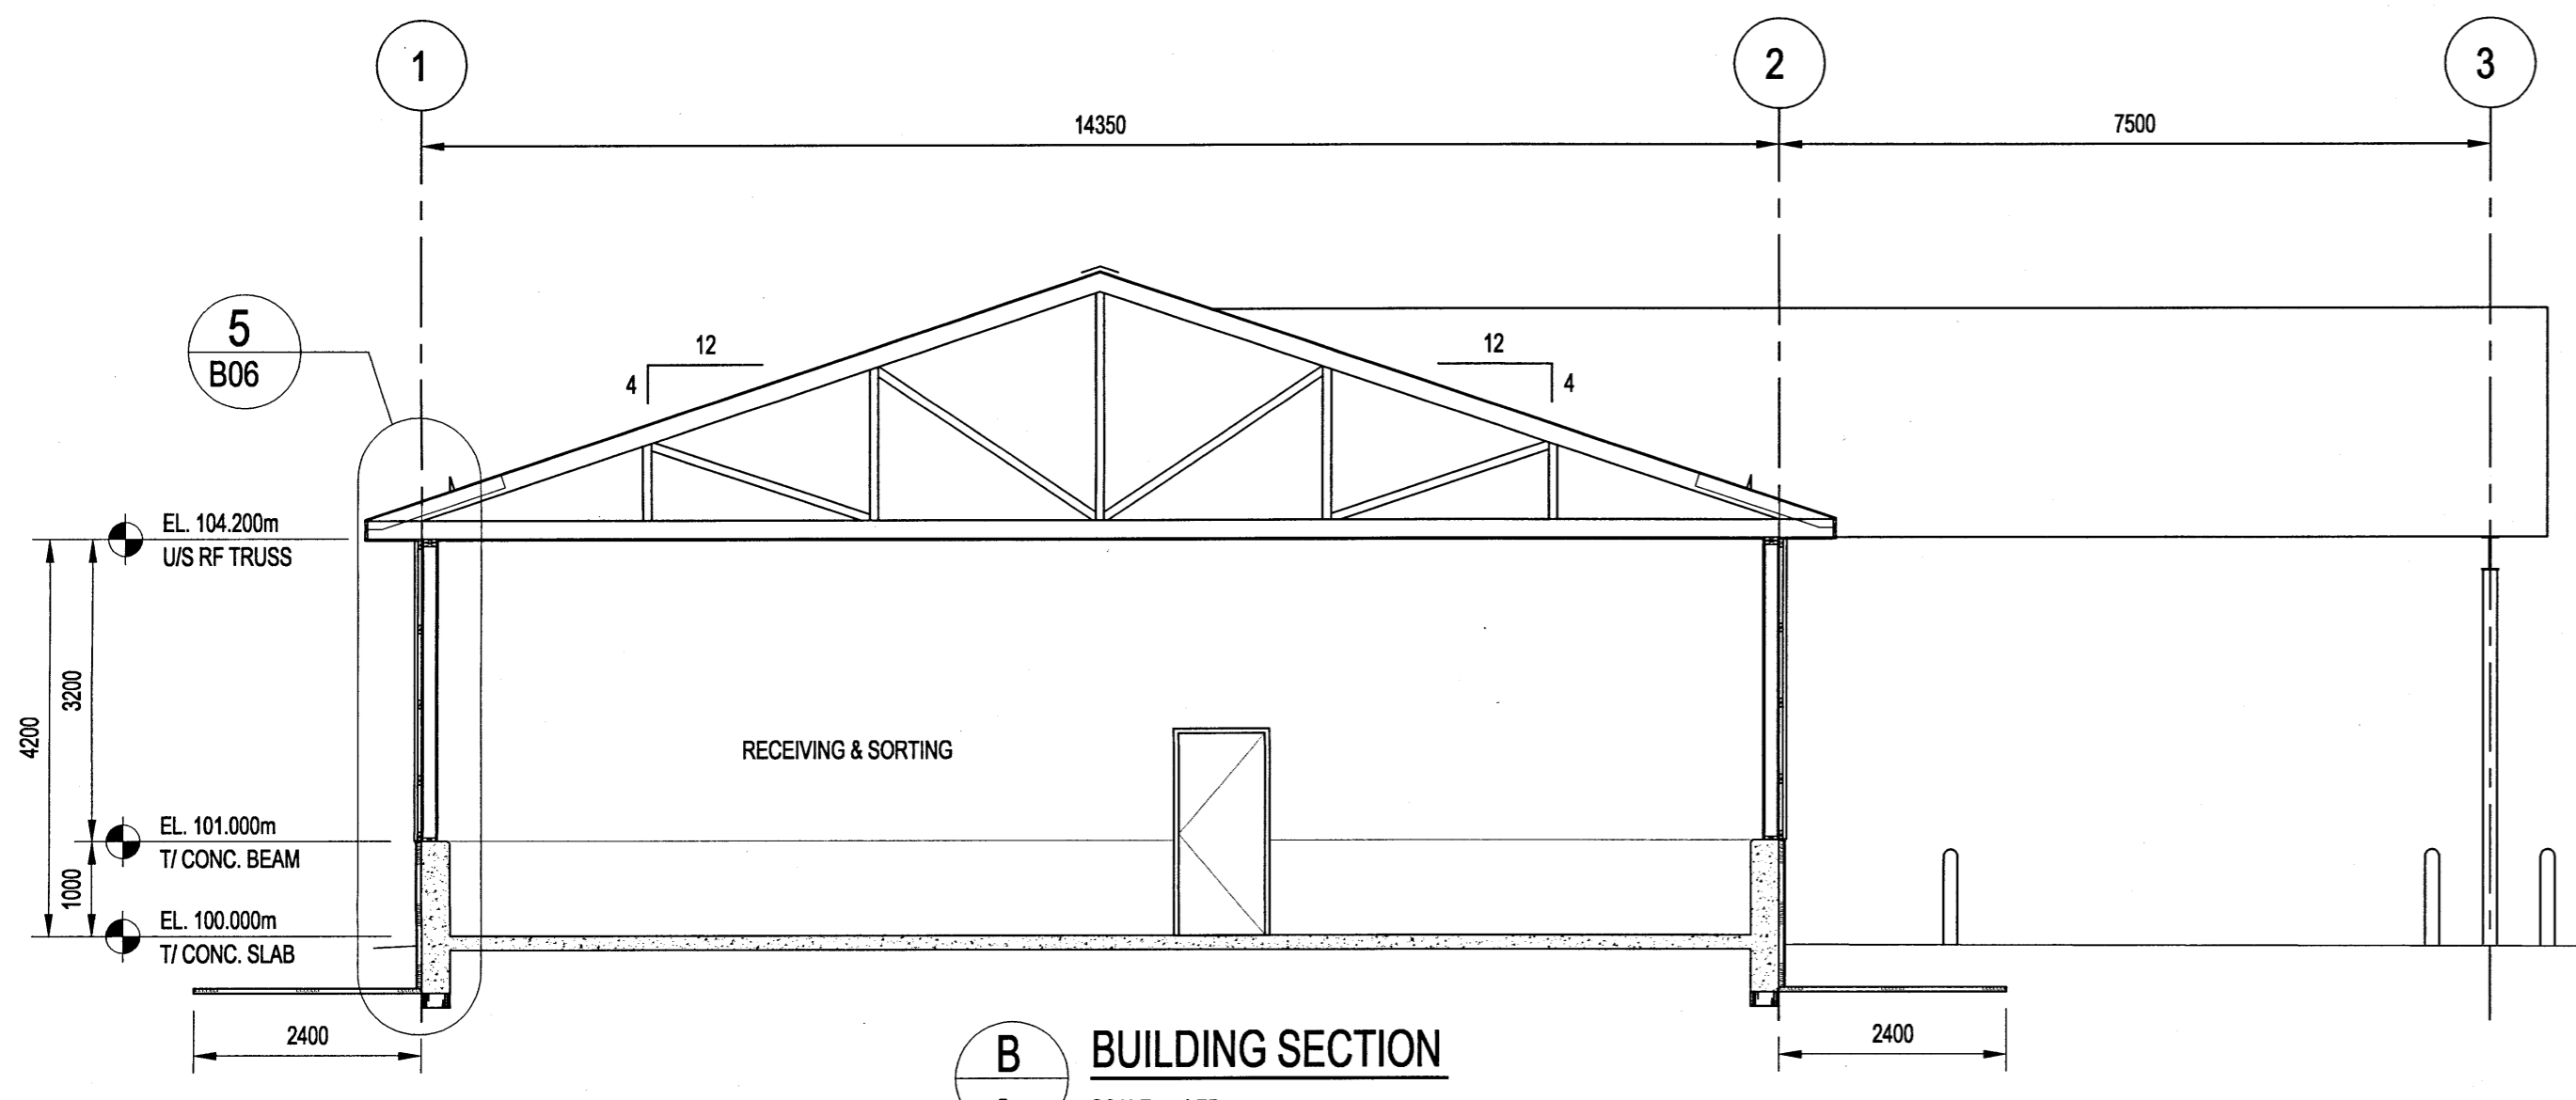 1
2
3
14350
7500
5
B06
12
4
12
4
EL. 104.200m
U/S RF TRUSS
3200
4200
RECEIVING & SORTING
EL. 101.000m
T/ CONC. BEAM
1000
EL. 100.000m
T/ CONC. SLAB
2400
2400
B
BUILDING SECTION